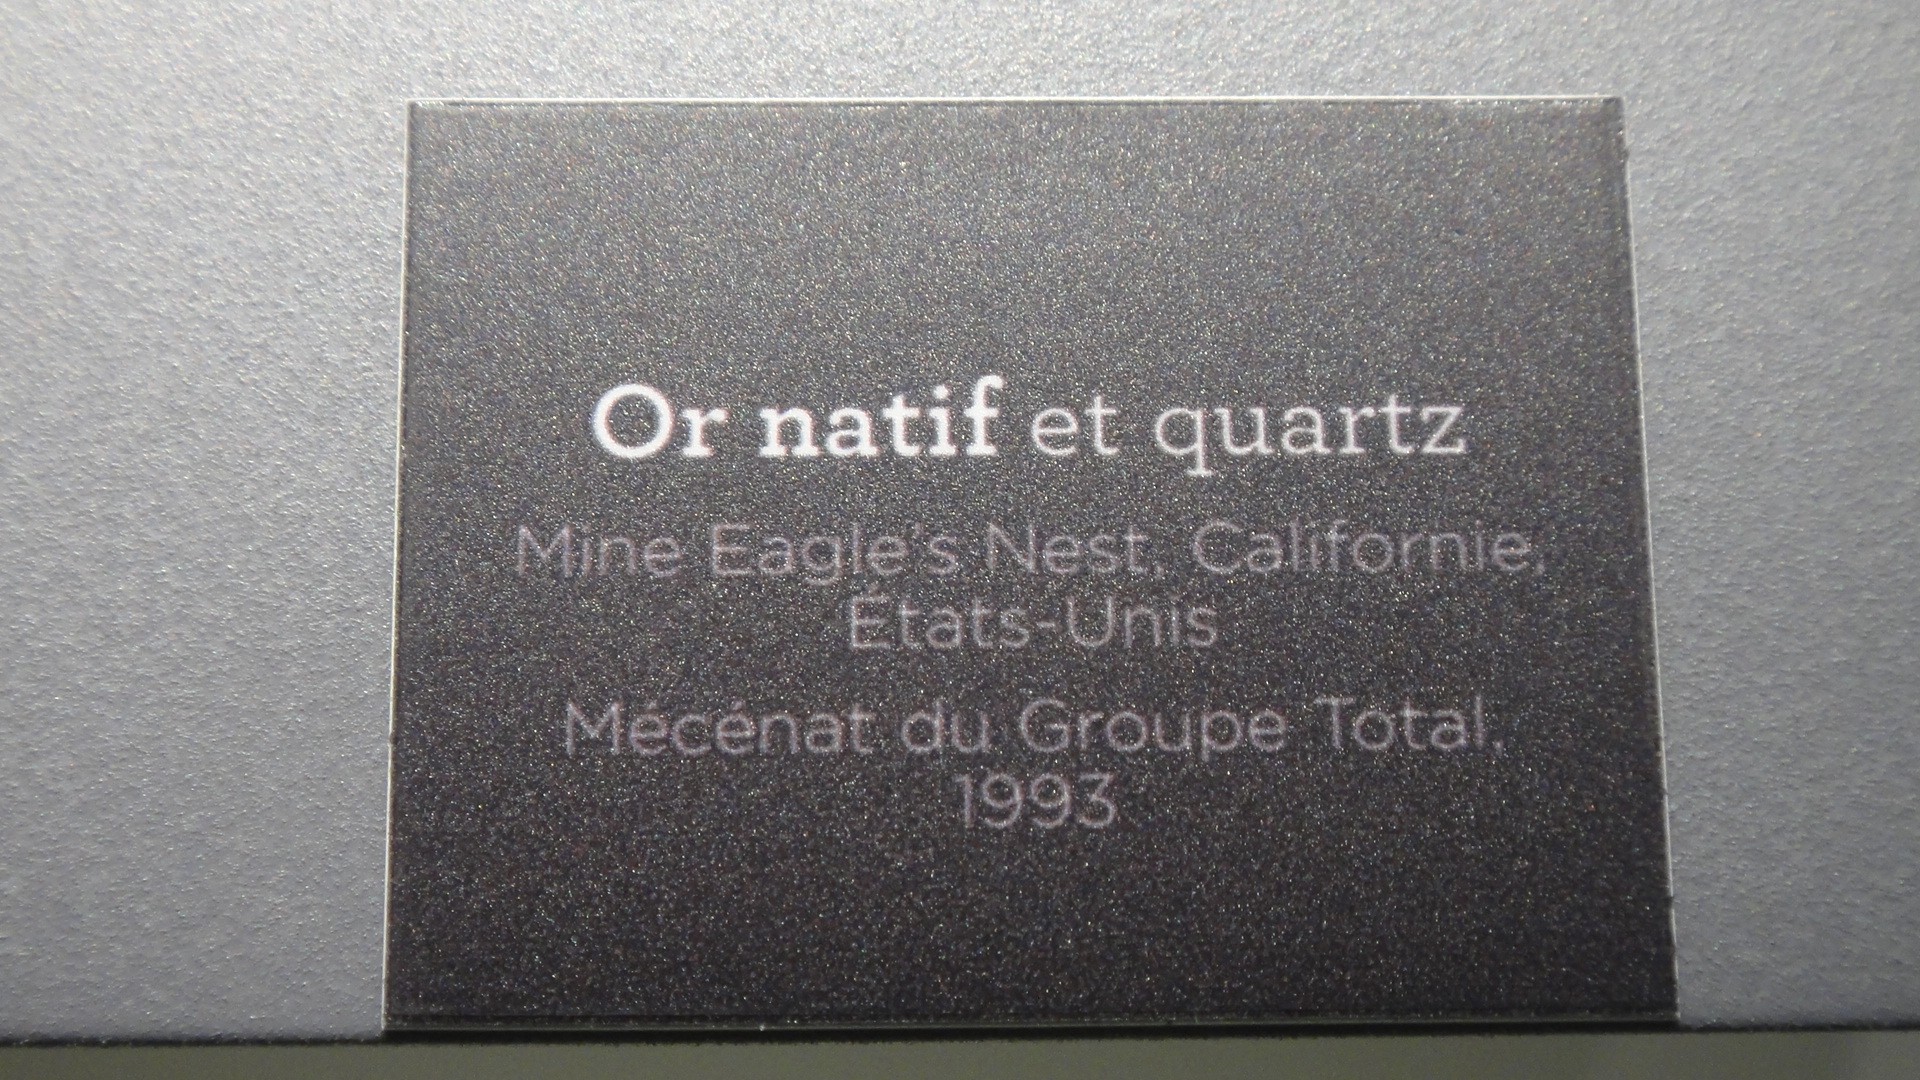 Or natif et quartz
Mine Eagle's Nest, Californie,
États-Unis
Mécénat du Groupe Total,
1993